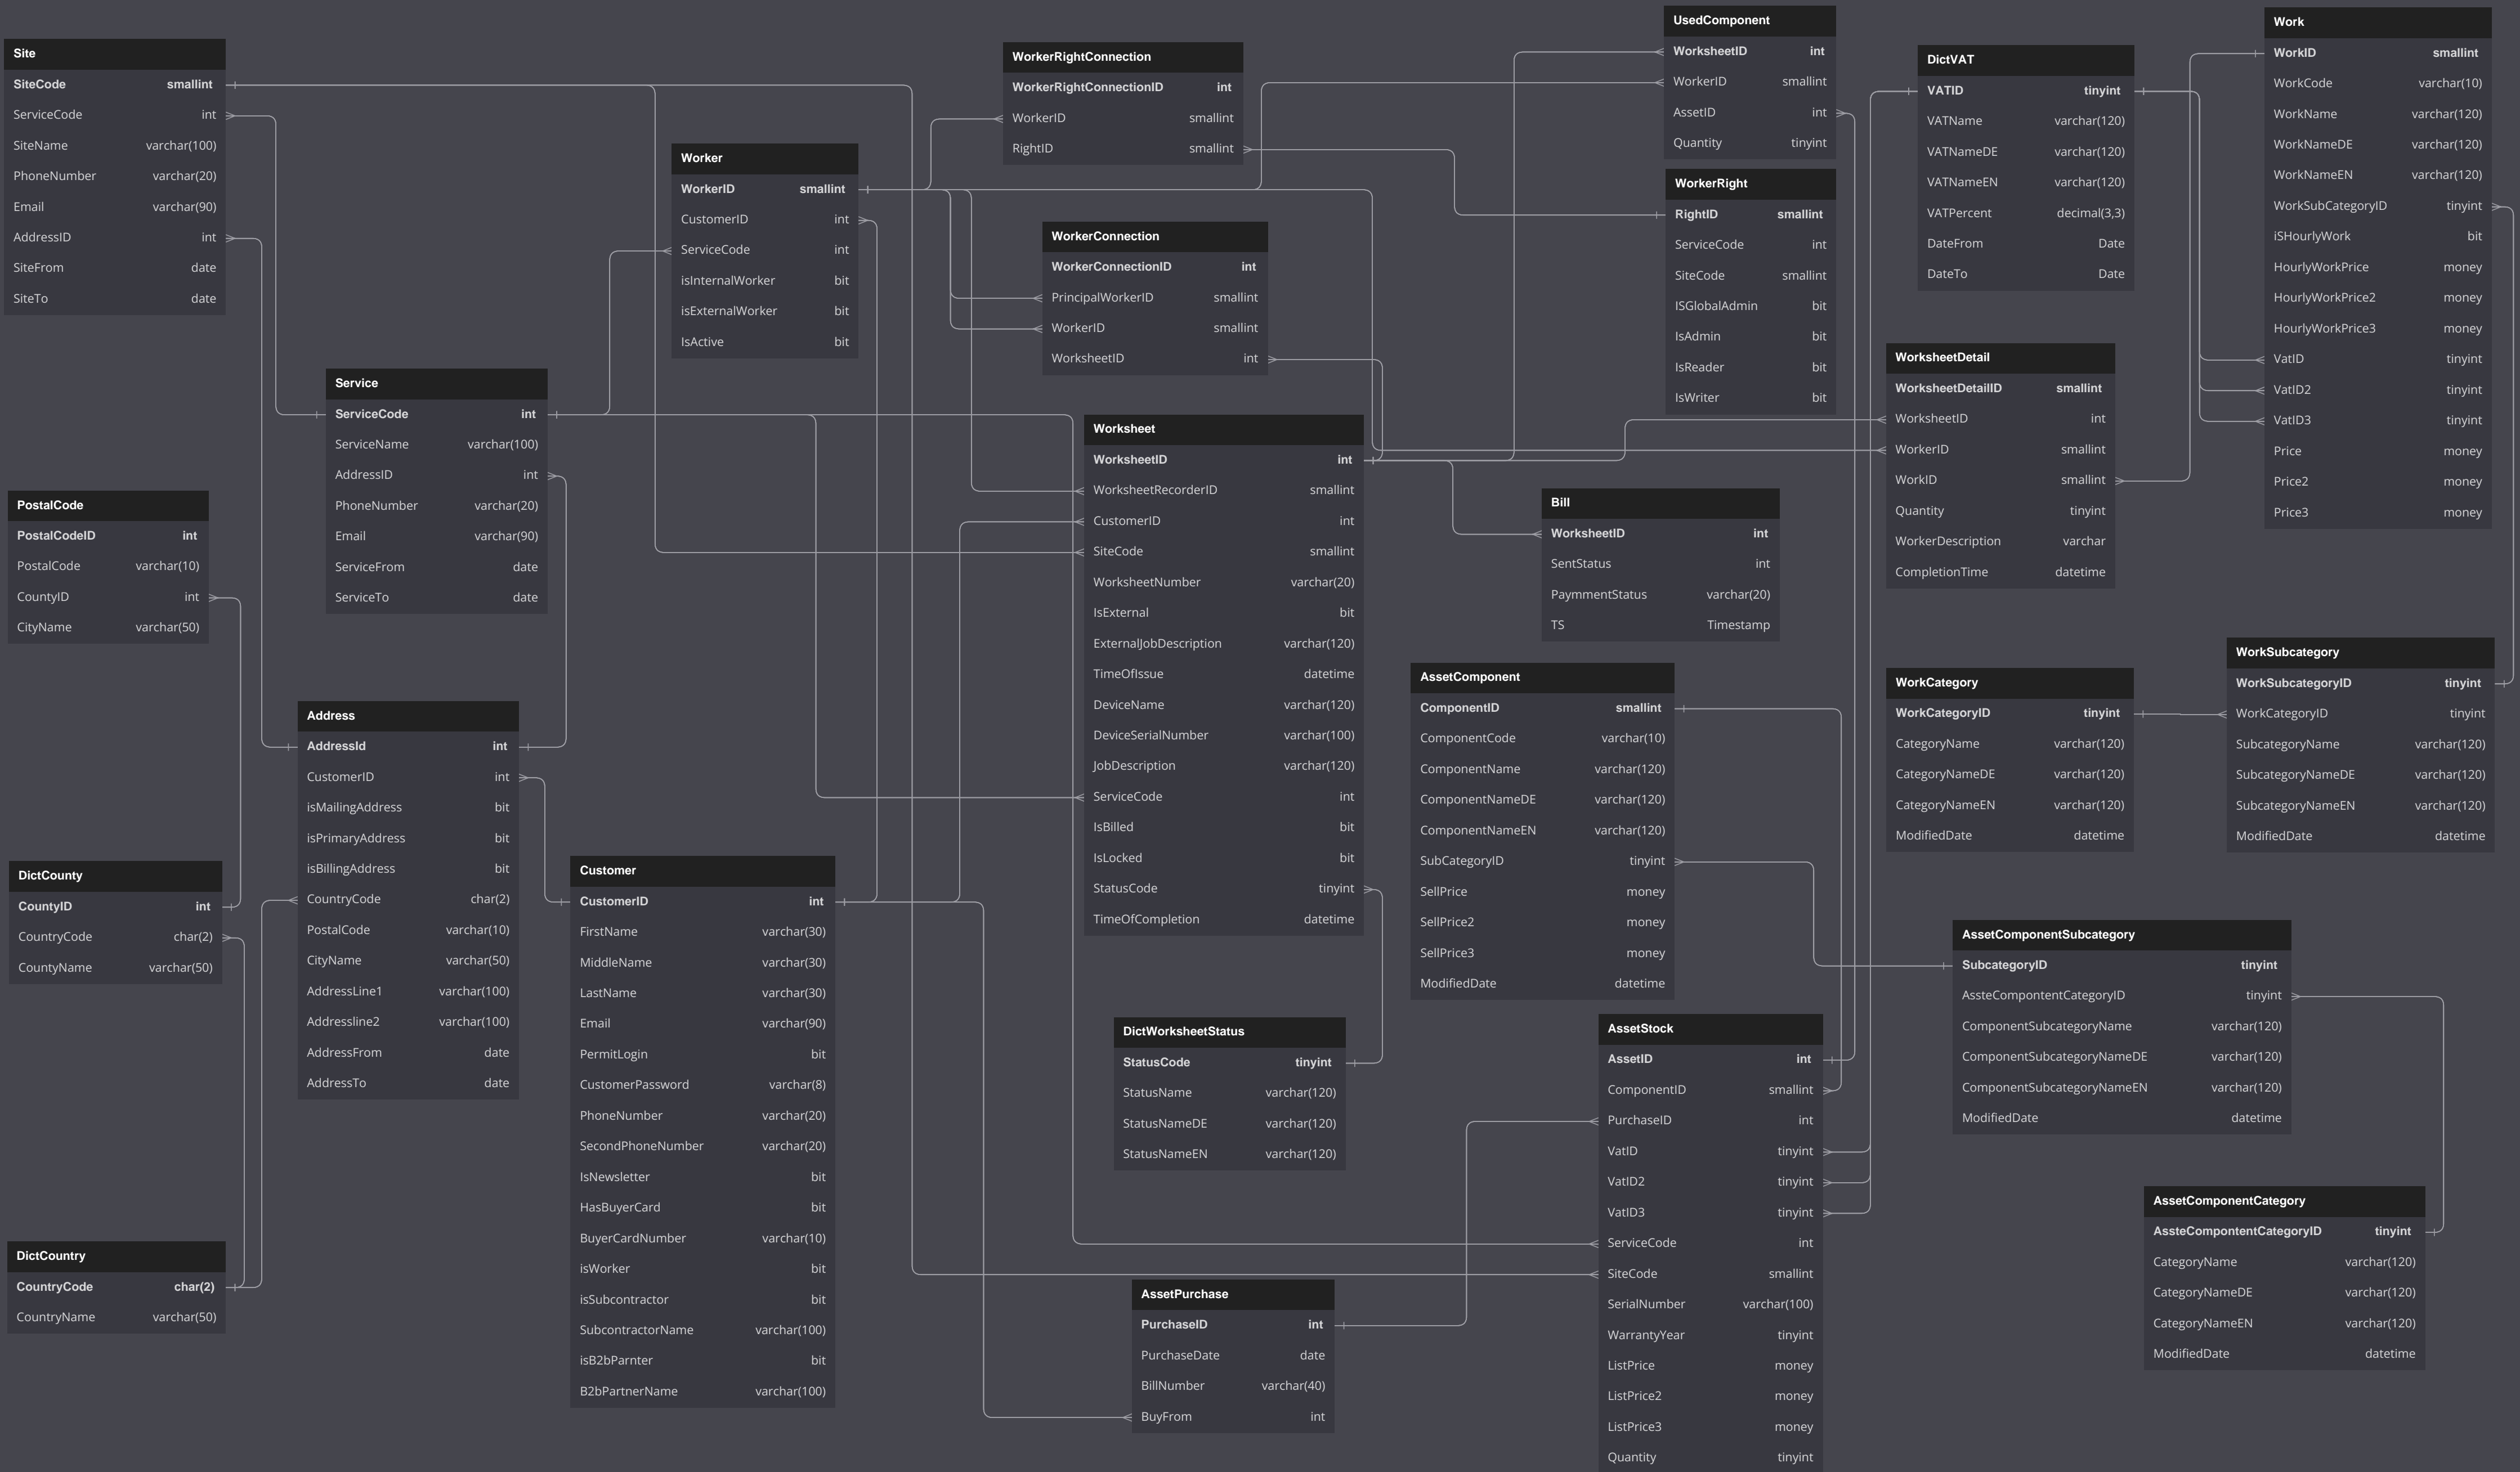 Site
SiteCode smallint
ServiceCode int
SiteName varchar(100)
PhoneNumber varchar(20)
Email varchar(90)
AddressID int
SiteFrom date
SiteTo date
PostalCode
PostalCodeID int
PostalCode varchar(10)
CountyID int
CityName varchar(50)
DictCounty
CountyID int
CountryCode char(2)
CountyName varchar(50)
DictCountry
CountryCode char(2)
CountryName varchar(50)
Service
ServiceCode int
ServiceName varchar(100)
AddressID int
PhoneNumber varchar(20)
Email varchar(90)
ServiceFrom date
ServiceTo date
Address
AddressId int
CustomerID int
isMailingAddress bit
isPrimaryAddress bit
isBillingAddress bit
CountryCode char(2)
PostalCode varchar(10)
CityName varchar(50)
AddressLine1 varchar(100)
Addressline2 varchar(100)
AddressFrom date
AddressTo date
Worker
WorkerID smallint
CustomerID int
ServiceCode int
isInternalWorker bit
isExternalWorker bit
IsActive bit
Customer
CustomerID int
FirstName varchar(30)
MiddleName varchar(30)
LastName varchar(30)
Email varchar(90)
PermitLogin bit
CustomerPassword varchar(8)
PhoneNumber varchar(20)
SecondPhoneNumber varchar(20)
IsNewsletter bit
HasBuyerCard bit
BuyerCardNumber varchar(10)
isWorker bit
isSubcontractor bit
SubcontractorName varchar(100)
isB2bParnter bit
B2bPartnerName varchar(100)
WorkerRightConnection
WorkerRightConnectionID int
WorkerID smallint
RightID smallint
WorkerConnection
WorkerConnectionID int
PrincipalWorkerID smallint
WorkerID smallint
WorksheetID int
Worksheet
WorksheetID int
WorksheetRecorderID smallint
CustomerID int
SiteCode smallint
WorksheetNumber varchar(20)
IsExternal bit
ExternalJobDescription varchar(120)
TimeOfIssue datetime
DeviceName varchar(120)
DeviceSerialNumber varchar(100)
JobDescription varchar(120)
ServiceCode int
IsBilled bit
IsLocked bit
StatusCode tinyint
TimeOfCompletion datetime
DictWorksheetStatus
StatusCode tinyint
StatusName varchar(120)
StatusNameDE varchar(120)
StatusNameEN varchar(120)
AssetPurchase
PurchaseID int
PurchaseDate date
BillNumber varchar(40)
BuyFrom int
UsedComponent
WorksheetID int
WorkerID smallint
AssetID int
Quantity tinyint
WorkerRight
RightID smallint
ServiceCode int
SiteCode smallint
ISGlobalAdmin bit
IsAdmin bit
IsReader bit
IsWriter bit
Bill
WorksheetID int
SentStatus int
PaymmentStatus varchar(20)
TS Timestamp
AssetComponent
ComponentID smallint
ComponentCode varchar(10)
ComponentName varchar(120)
ComponentNameDE varchar(120)
ComponentNameEN varchar(120)
SubCategoryID tinyint
SellPrice money
SellPrice2 money
SellPrice3 money
ModifiedDate datetime
AssetStock
AssetID int
ComponentID smallint
PurchaseID int
VatID tinyint
VatID2 tinyint
VatID3 tinyint
ServiceCode int
SiteCode smallint
SerialNumber varchar(100)
WarrantyYear tinyint
ListPrice money
ListPrice2 money
ListPrice3 money
Quantity tinyint
DictVAT
VATID tinyint
VATName varchar(120)
VATNameDE varchar(120)
VATNameEN varchar(120)
VATPercent decimal(3,3)
DateFrom Date
DateTo Date
WorksheetDetail
WorksheetDetailID smallint
WorksheetID int
WorkerID smallint
WorkID smallint
Quantity tinyint
WorkerDescription varchar
CompletionTime datetime
WorkCategory
WorkCategoryID tinyint
CategoryName varchar(120)
CategoryNameDE varchar(120)
CategoryNameEN varchar(120)
ModifiedDate datetime
Work
WorkID smallint
WorkCode varchar(10)
WorkName varchar(120)
WorkNameDE varchar(120)
WorkNameEN varchar(120)
WorkSubCategoryID tinyint
iSHourlyWork bit
HourlyWorkPrice money
HourlyWorkPrice2 money
HourlyWorkPrice3 money
VatID tinyint
VatID2 tinyint
VatID3 tinyint
Price money
Price2 money
Price3 money
WorkSubcategory
WorkSubcategoryID tinyint
WorkCategoryID tinyint
SubcategoryName varchar(120)
SubcategoryNameDE varchar(120)
SubcategoryNameEN varchar(120)
ModifiedDate datetime
AssetComponentSubcategory
SubcategoryID tinyint
AssteCompontentCategoryID tinyint
ComponentSubcategoryName varchar(120)
ComponentSubcategoryNameDE varchar(120)
ComponentSubcategoryNameEN varchar(120)
ModifiedDate datetime
AssetComponentCategory
AssteCompontentCategoryID tinyint
CategoryName varchar(120)
CategoryNameDE varchar(120)
CategoryNameEN varchar(120)
ModifiedDate datetime